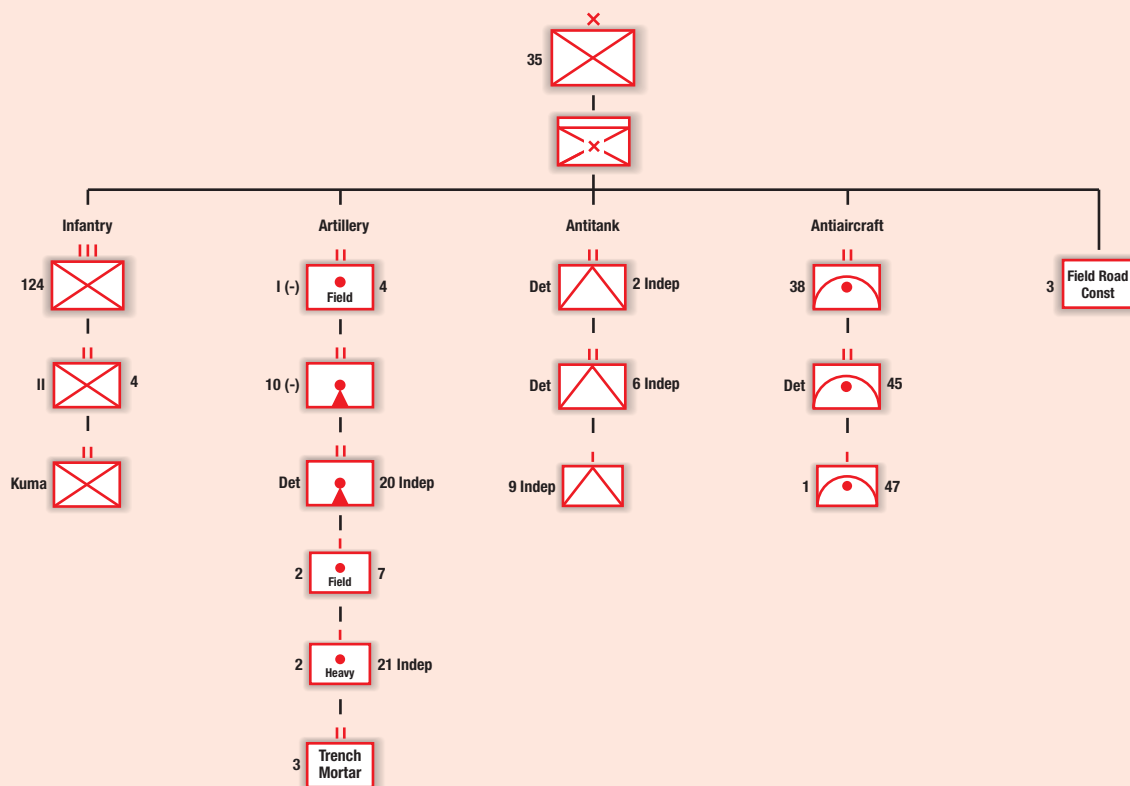 35
Infantry
Artillery
Antitank
Antiaircraft
124
I (-)
Field
4
Det
2 Indep
38
3
Field Road
Const
II
4
10 (-)
Det
6 Indep
Det
45
Kuma
Det
20 Indep
9 Indep
1
47
2
Field
7
2
Heavy
21 Indep
3
Trench
Mortar